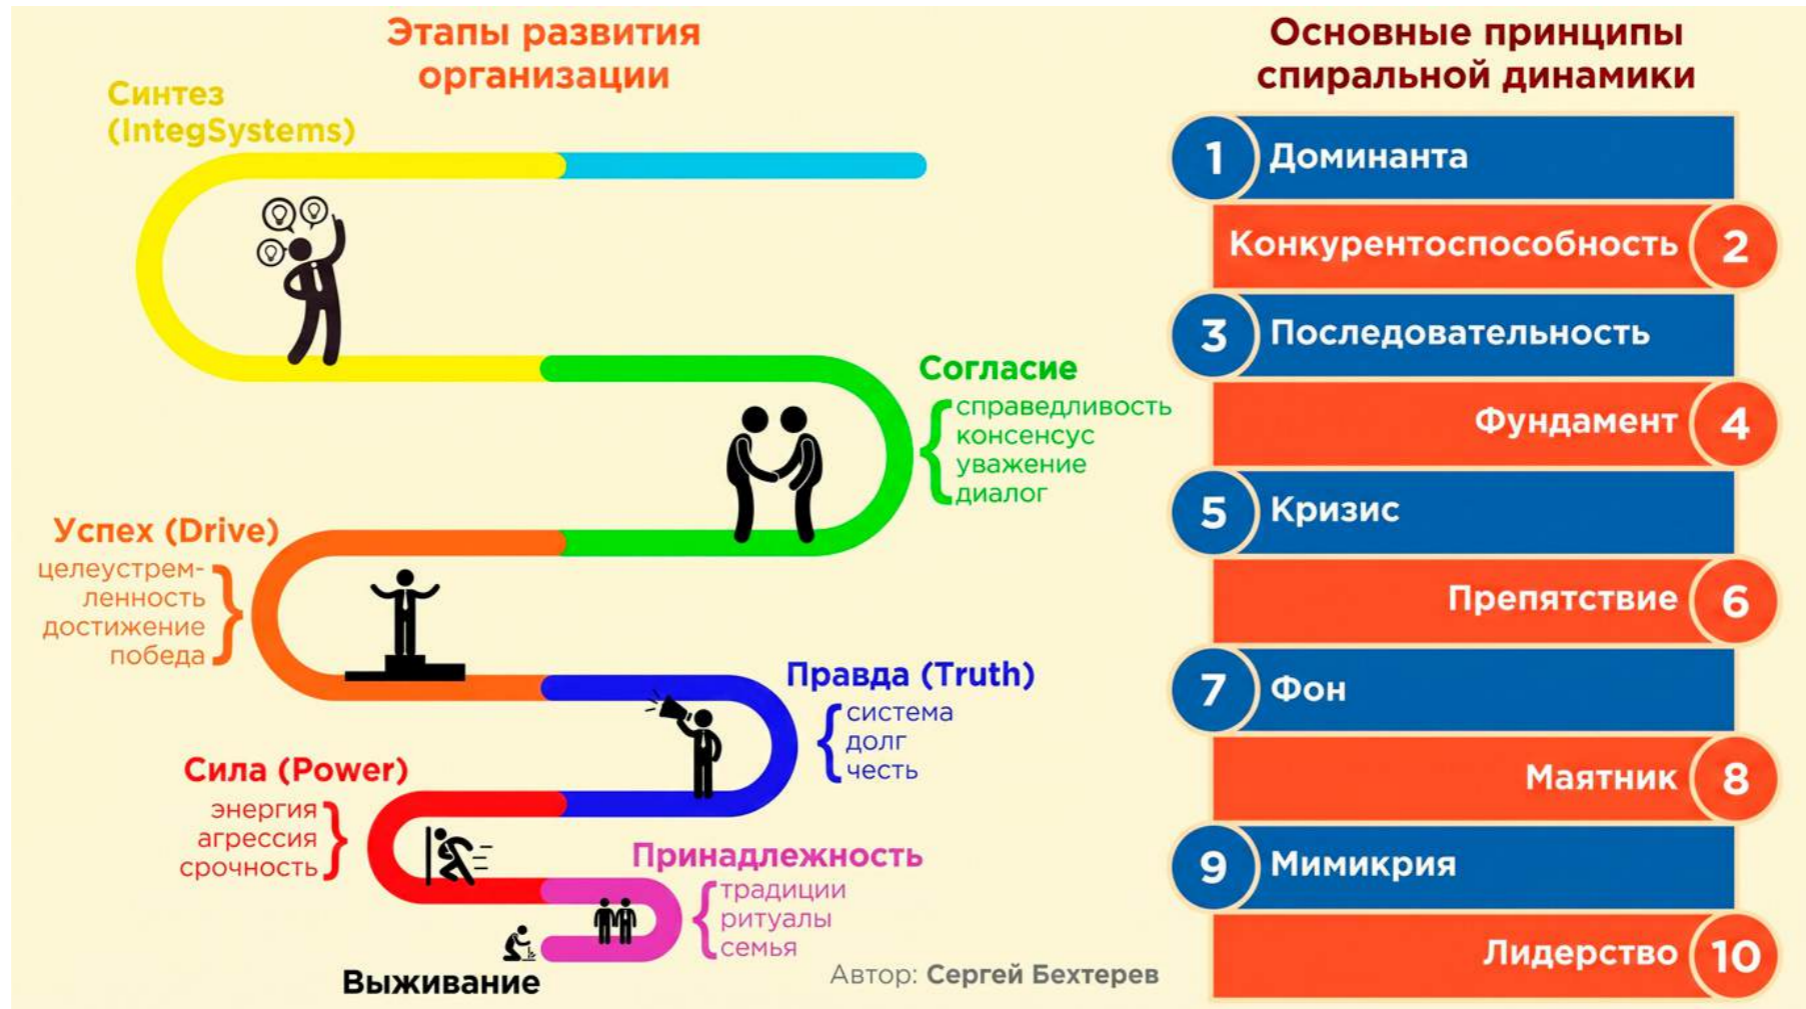 Этапы развития
организации
Синтез
(IntegSystems)
Согласие
справедливость
консенсус
уважение
диалог
Успех (Drive)
целеустрем-
ленность
достижение
победа
Правда (Truth)
система
долг
честь
Сила (Power)
энергия
агрессия
срочность
Принадлежность
традиции
ритуалы
семья
Выживание
Автор: Сергей Бехтерев
Основные принципы
спиральной динамики
1 Доминанта
Конкурентоспособность 2
3 Последовательность
Фундамент 4
5 Кризис
Препятствие 6
7 Фон
Маятник 8
9 Мимикрия
Лидерство 10